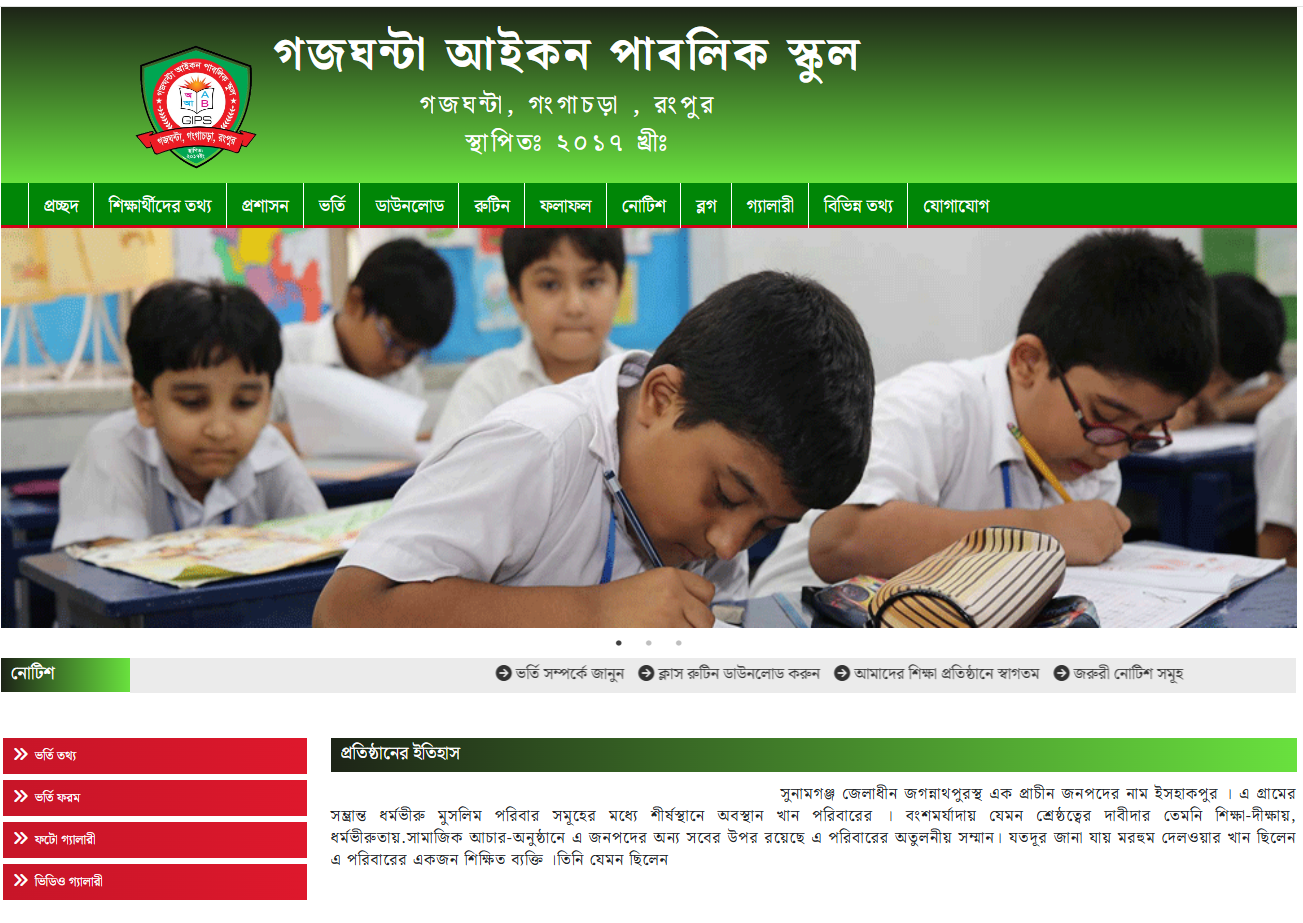 গজঘন্টা আইকন পাবলিক স্কুল
গজঘন্টা, গংগাচড়া , রংপুর
স্থাপিতঃ ২০১৭ খ্রীঃ
গজঘন্টা আইকন পাবলিক স্কুল
অ A
আ B
GIPS
গজঘন্টা, গংগাচড়া, রংপুর
স্থাপিত:
২০১৭ইং
প্রচ্ছদ শিক্ষার্থীদের তথ্য প্রশাসন ভর্তি ডাউনলোড রুটিন ফলাফল নোটিশ ব্লগ গ্যালারী বিভিন্ন তথ্য যোগাযোগ
নোটিশ ভর্তি সম্পর্কে জানুন ক্লাস রুটিন ডাউনলোড করুন আমাদের শিক্ষা প্রতিষ্ঠানে স্বাগতম জরুরী নোটিশ সমূহ
ভর্তি তথ্য
ভর্তি ফরম
ফটো গ্যালারী
ভিডিও গ্যালারী
প্রতিষ্ঠানের ইতিহাস
সুনামগঞ্জ জেলাধীন জগন্নাথপুরস্থ এক প্রাচীন জনপদের নাম ইসহাকপুর । এ গ্রামের
সম্ভ্রান্ত ধর্মভীরু মুসলিম পরিবার সমূহের মধ্যে শীর্ষস্থানে অবস্থান খান পরিবারের । বংশমর্যাদায় যেমন শ্রেষ্ঠত্বের দাবীদার তেমনি শিক্ষা-দীক্ষায়,
ধর্মভীরুতায়.সামাজিক আচার-অনুষ্ঠানে এ জনপদের অন্য সবের উপর রয়েছে এ পরিবারের অতুলনীয় সম্মান। যতদূর জানা যায় মরহুম দেলওয়ার খান ছিলেন
এ পরিবারের একজন শিক্ষিত ব্যক্তি ।তিনি যেমন ছিলেন